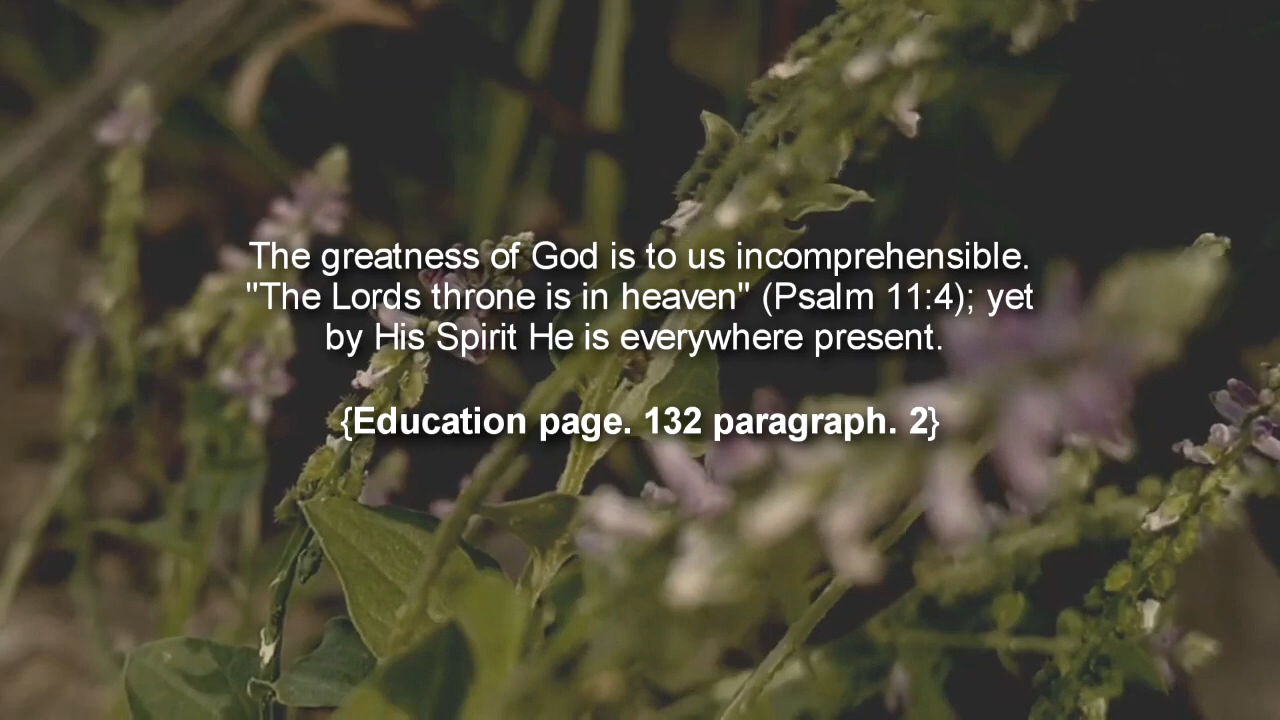 The greatness of God is to us incomprehensible.
"The Lords throne is in heaven" (Psalm 11:4); yet
by His Spirit He is everywhere present.
{Education page. 132 paragraph. 2}